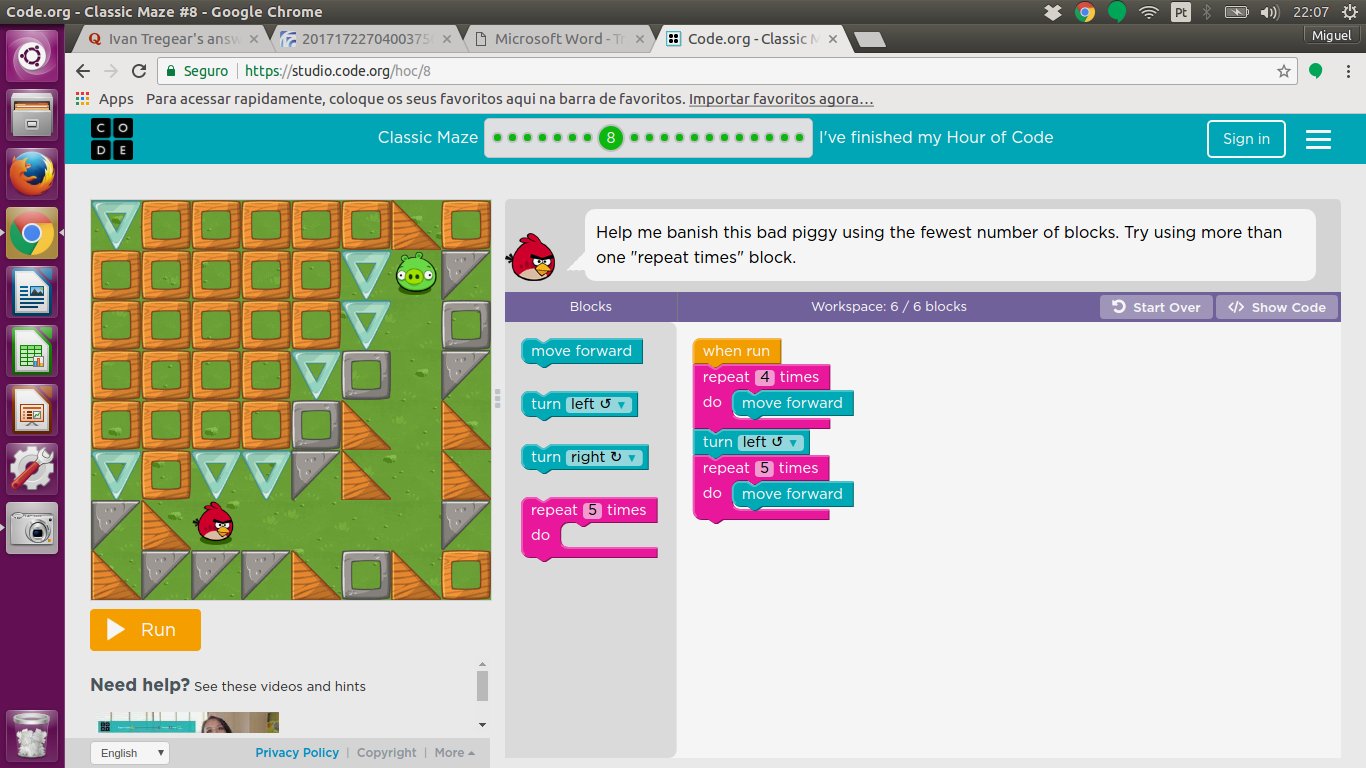 Code.org - Classic Maze #8 - Google Chrome
Pt
22:07
Ivan Tregear's answ
Microsoft Word - T
Code.org - Classic M
Miguel
Seguro
https://studio.code.org/hoc/8
Apps Para acessar rapidamente, coloque os seus favoritos aqui na barra de favoritos. Importar favoritos agora...
C O
D E
Classic Maze
8
I've finished my Hour of Code
Sign in
Help me banish this bad piggy using the fewest number of blocks. Try using more than
one "repeat times" block.
Blocks
Workspace: 6 / 6 blocks
Start Over
</> Show Code
move forward
turn left ↺ ▼
turn right ↻ ▼
repeat 5 times
do
when run
repeat 4 times
do move forward
turn left ↺ ▼
repeat 5 times
do move forward
Run
Need help? See these videos and hints
English
Privacy Policy | Copyright | More